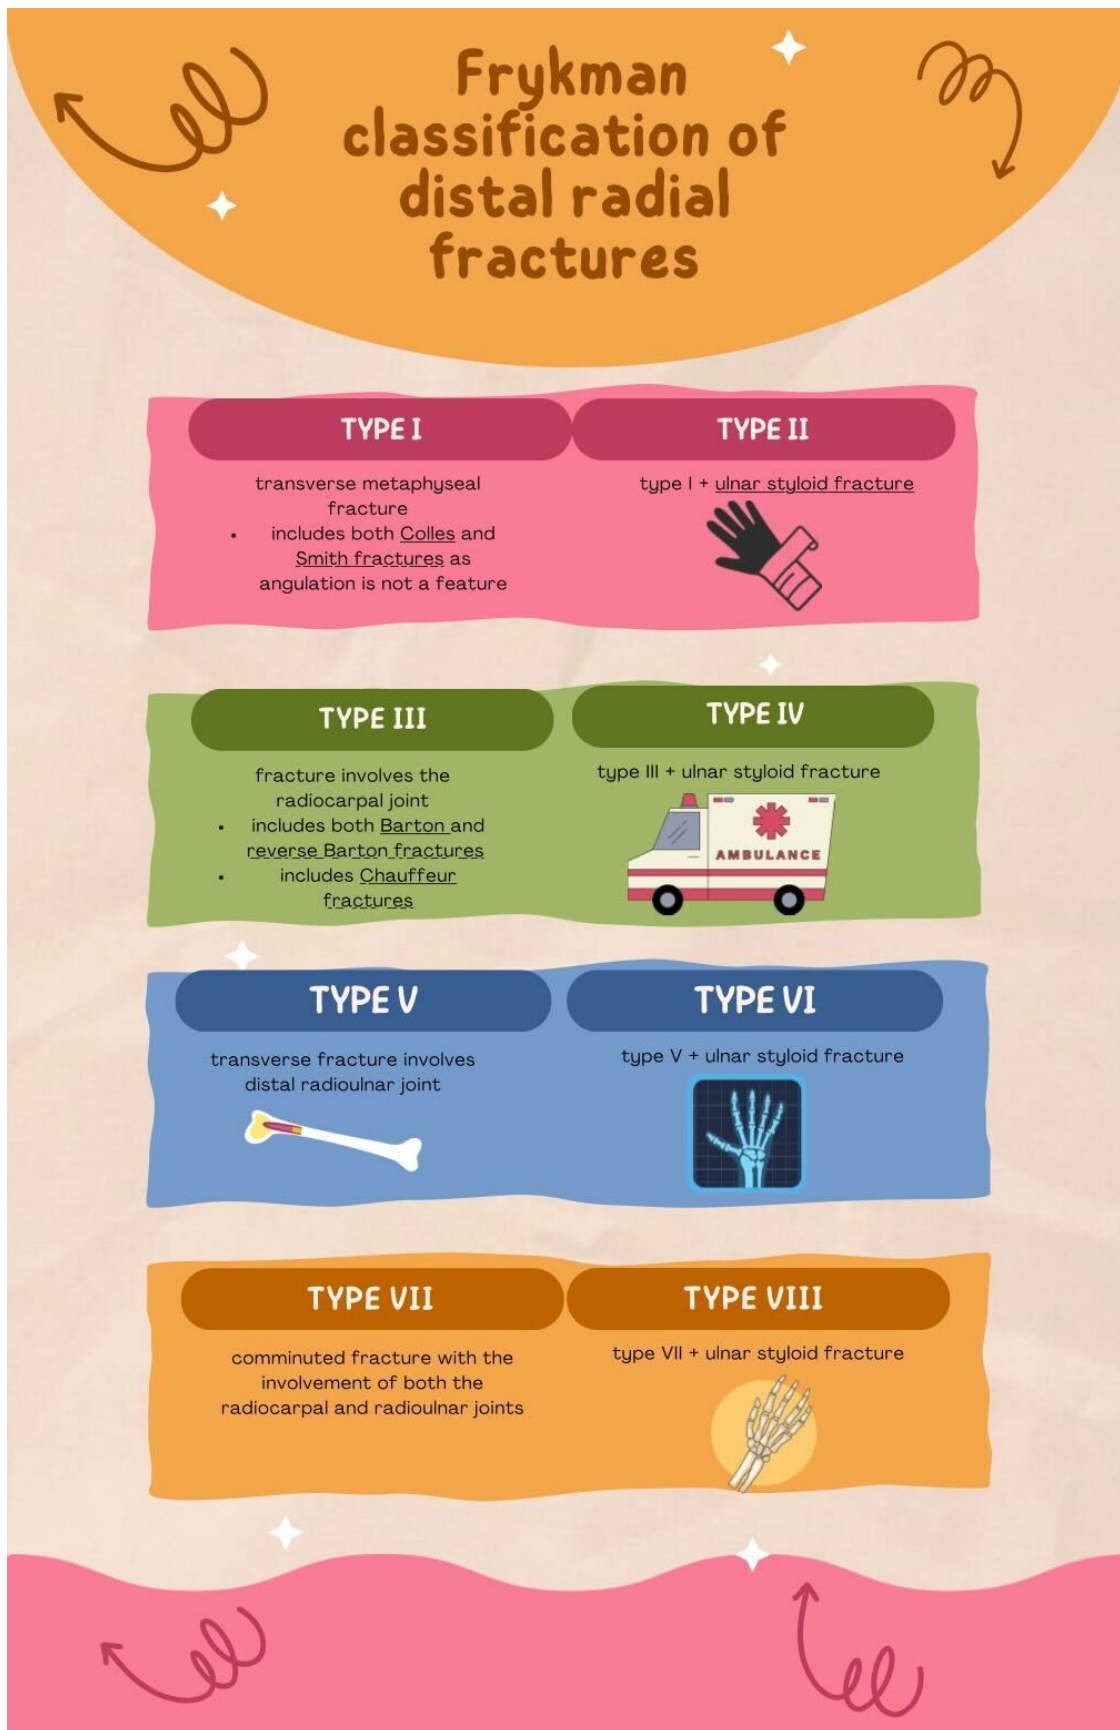 Frykman
classification of
distal radial
fractures
TYPE I
transverse metaphyseal
fracture
• includes both Colles and
Smith fractures as
angulation is not a feature
TYPE II
type I + ulnar styloid fracture
TYPE III
fracture involves the
radiocarpal joint
• includes both Barton and
reverse Barton fractures
• includes Chauffeur
fractures
TYPE IV
type III + ulnar styloid fracture
AMBULANCE
TYPE V
transverse fracture involves
distal radioulnar joint
TYPE VI
type V + ulnar styloid fracture
TYPE VII
comminuted fracture with the
involvement of both the
radiocarpal and radioulnar joints
TYPE VIII
type VII + ulnar styloid fracture